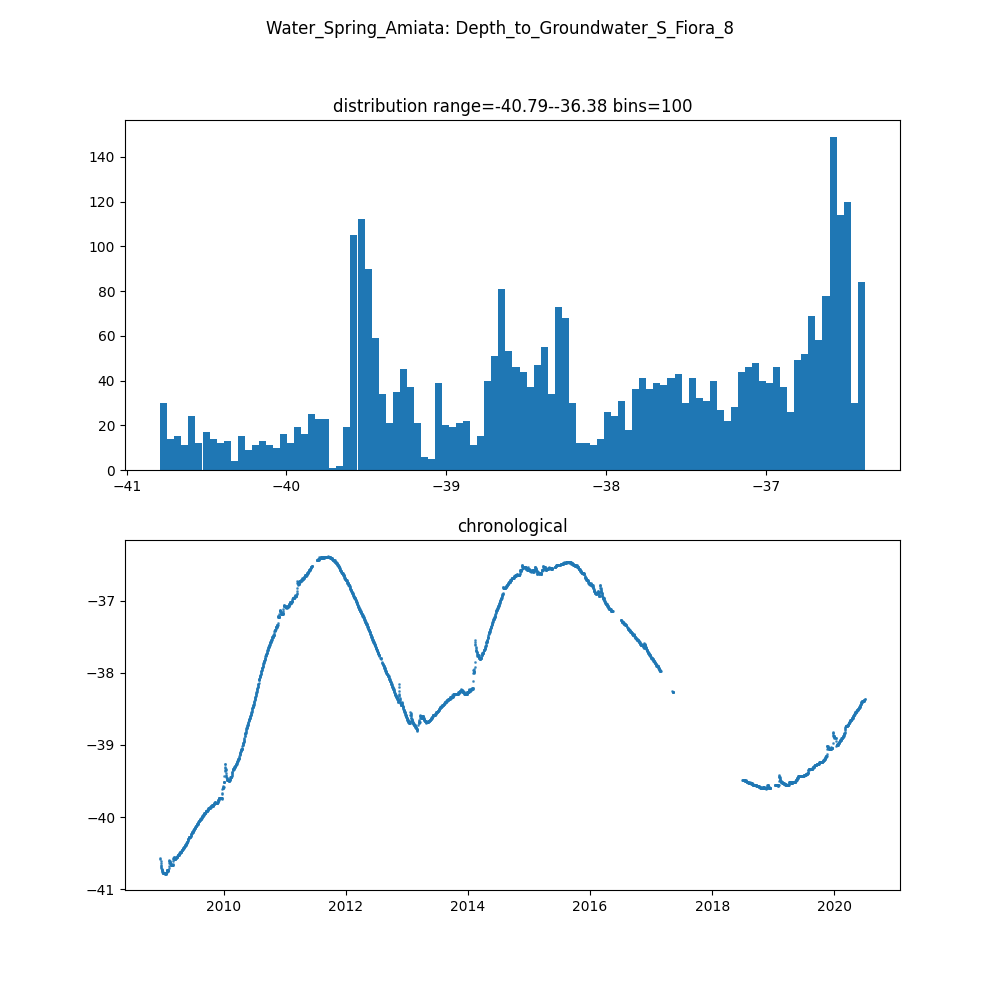 Water_Spring_Amiata: Depth_to_Groundwater_S_Fiora_8
distribution range=-40.79--36.38 bins=100
140
120
100
80
60
40
20
0
−41 −40 −39 −38 −37
chronological
−37
−38
−39
−40
−41
2010 2012 2014 2016 2018 2020